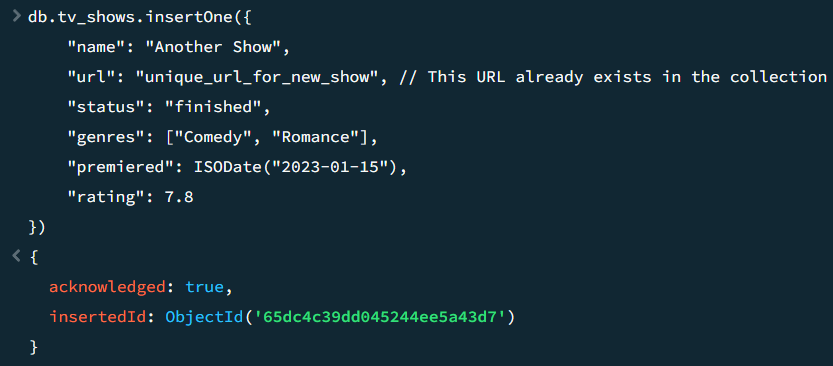 > db.tv_shows.insertOne({
"name": "Another Show",
"url": "unique_url_for_new_show", // This URL already exists in the collection
"status": "finished",
"genres": ["Comedy", "Romance"],
"premiered": ISODate("2023-01-15"),
"rating": 7.8
})
< {
acknowledged: true,
insertedId: ObjectId('65dc4c39dd045244ee5a43d7')
}